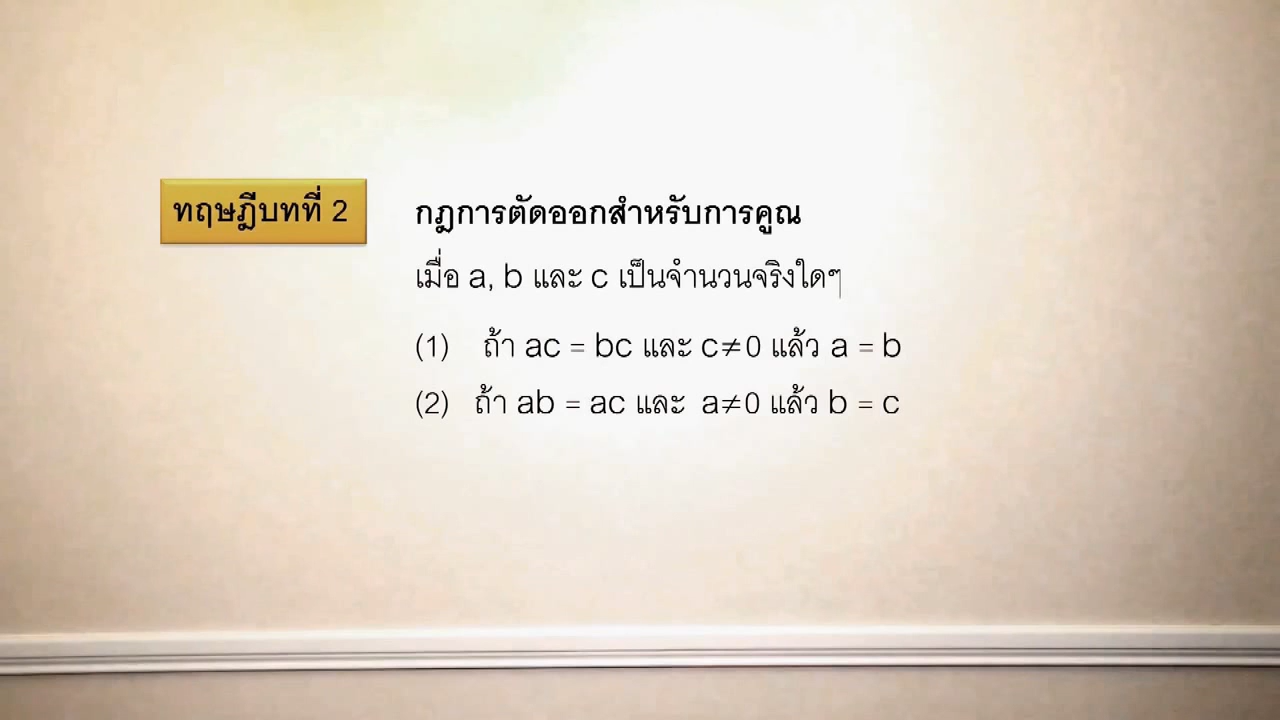 ทฤษฎีบทที่ 2
กฎการตัดออกสำหรับการคูณ
เมื่อ a, b และ c เป็นจำนวนจริงใดๆ
(1) ถ้า ac = bc และ c≠0 แล้ว a = b
(2) ถ้า ab = ac และ a≠0 แล้ว b = c